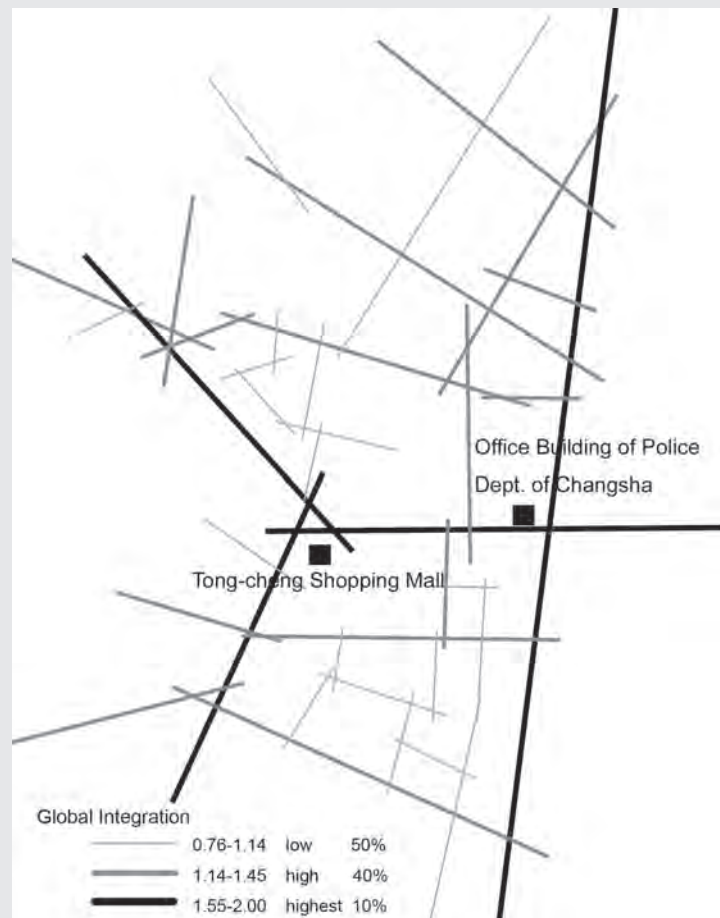 Office Building of Police
Dept. of Changsha
Tong-cheng Shopping Mall
Global Integration
0.76-1.14 low 50%
1.14-1.45 high 40%
1.55-2.00 highest 10%